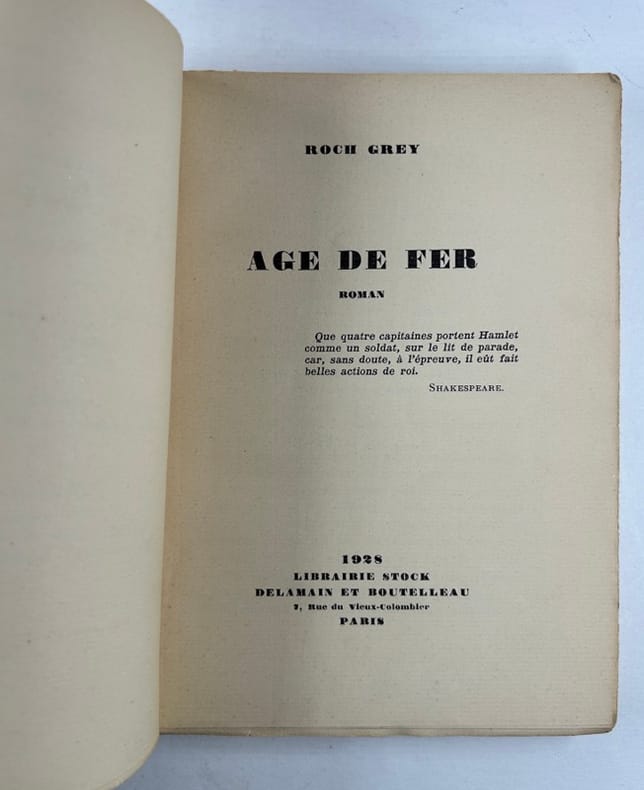 ROCH GREY
AGE DE FER
ROMAN
Que quatre capitaines portent Hamlet
comme un soldat, sur le lit de parade,
car, sans doute, à l'épreuve, il eût fait
belles actions de roi.
SHAKESPEARE.
1928
LIBRAIRIE STOCK
DELAMAIN ET BOUTELLEAU
7, Rue du Vieux-Colombier
PARIS